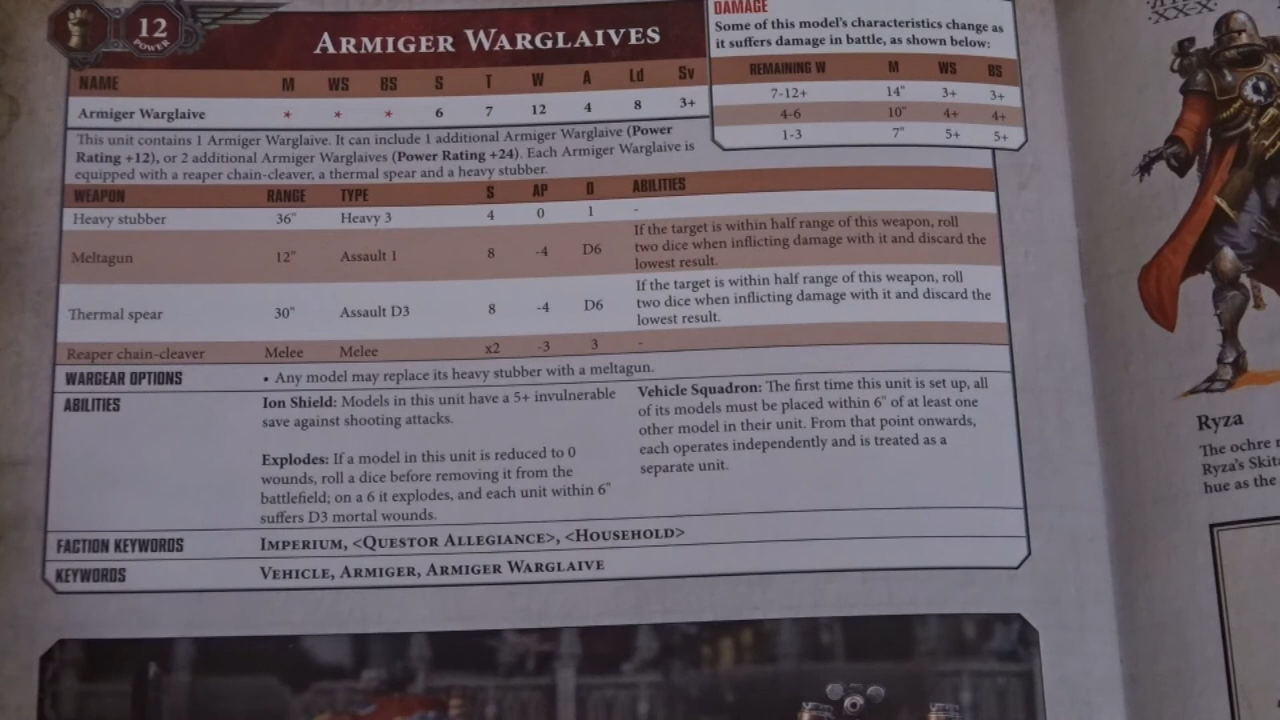 12
POWER
ARMIGER WARGLAIVES
NAME M WS BS S T W A Ld Sv
Armiger Warglaive * * * 6 7 12 4 8 3+
This unit contains 1 Armiger Warglaive. It can include 1 additional Armiger Warglaive (Power
Rating +12), or 2 additional Armiger Warglaives (Power Rating +24). Each Armiger Warglaive is
equipped with a reaper chain-cleaver, a thermal spear and a heavy stubber.
DAMAGE
Some of this model's characteristics change as
it suffers damage in battle, as shown below:
REMAINING W M WS BS
7-12+ 14" 3+ 3+
4-6 10" 4+ 4+
1-3 7" 5+ 5+
WEAPON RANGE TYPE S AP D ABILITIES
Heavy stubber 36" Heavy 3 4 0 1 -
Meltagun 12" Assault 1 8 -4 D6 If the target is within half range of this weapon, roll
two dice when inflicting damage with it and discard the
lowest result.
Thermal spear 30" Assault D3 8 -4 D6 If the target is within half range of this weapon, roll
two dice when inflicting damage with it and discard the
lowest result.
Reaper chain-cleaver Melee Melee x2 -3 3 -
WARGEAR OPTIONS • Any model may replace its heavy stubber with a meltagun.
ABILITIES
Ion Shield: Models in this unit have a 5+ invulnerable
save against shooting attacks.
Explodes: If a model in this unit is reduced to 0
wounds, roll a dice before removing it from the
battlefield; on a 6 it explodes, and each unit within 6"
suffers D3 mortal wounds.
Vehicle Squadron: The first time this unit is set up, all
of its models must be placed within 6" of at least one
other model in their unit. From that point onwards,
each operates independently and is treated as a
separate unit.
FACTION KEYWORDS IMPERIUM, <QUESTOR ALLEGIANCE>, <HOUSEHOLD>
KEYWORDS VEHICLE, ARMIGER, ARMIGER WARGLAIVE
Ryza
The ochre
Ryza's
hue as the